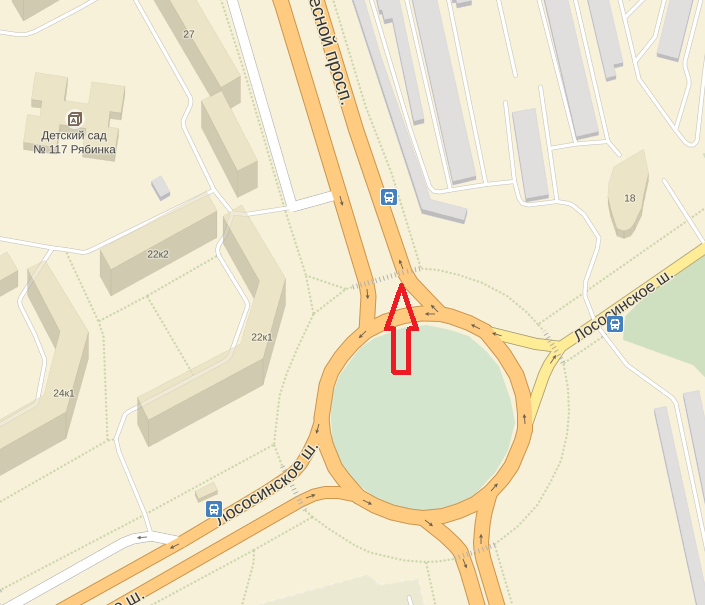 27
есной просп.
Детский сад
№ 117 Рябинка
18
22к2
Лососинское ш.
22к1
24к1
Лососинское ш.
о ш.